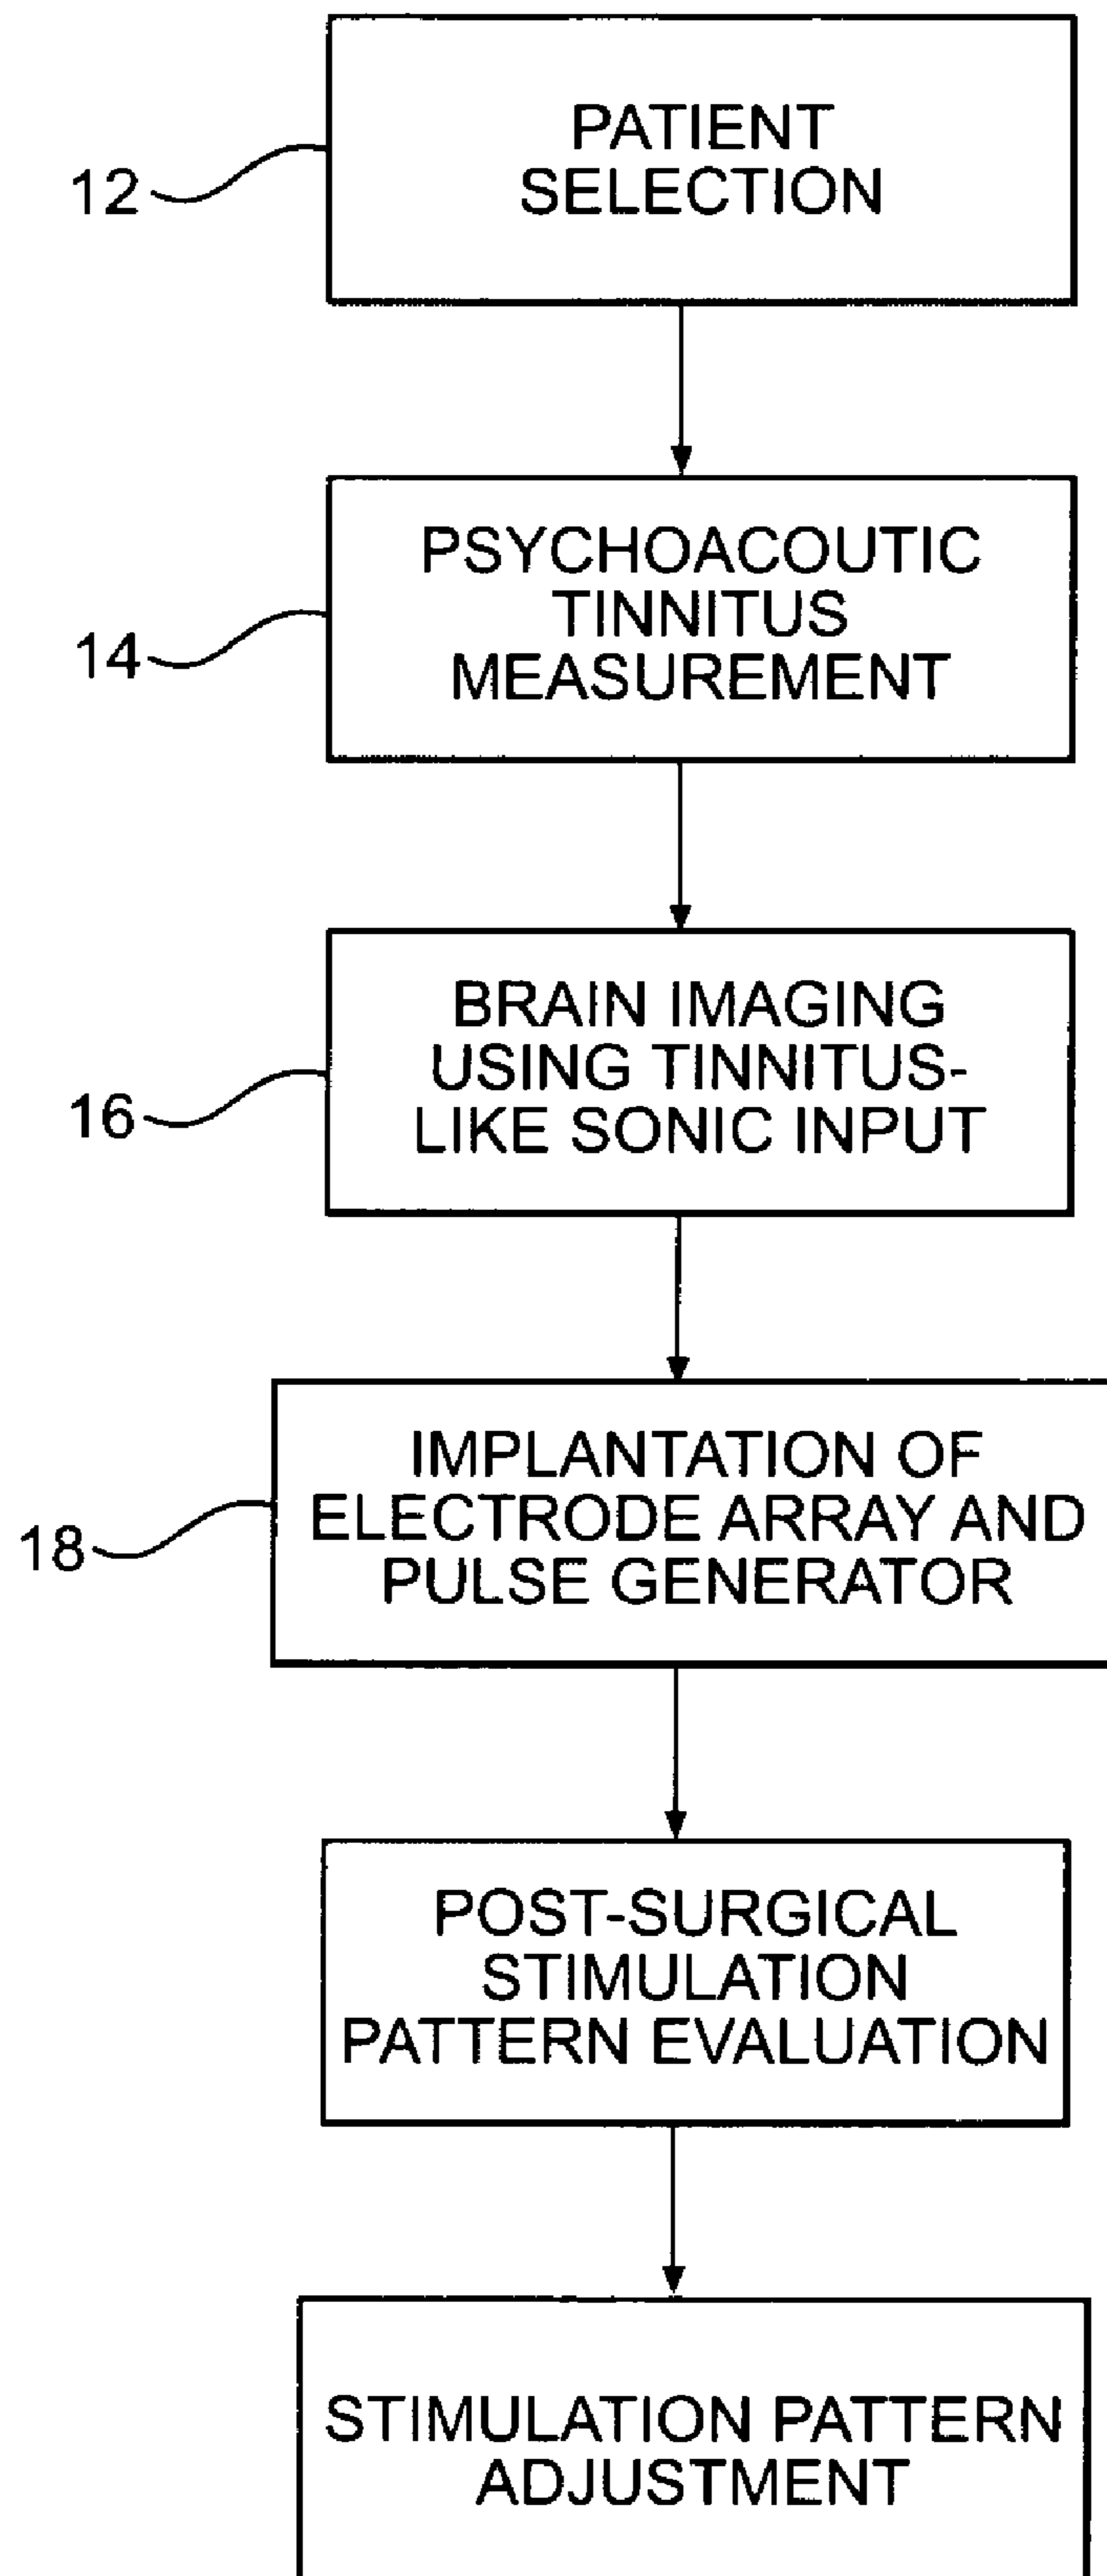 PATIENT
SELECTION
12
PSYCHOACOUTIC
TINNITUS
MEASUREMENT
14
BRAIN IMAGING
USING TINNITUS-
LIKE SONIC INPUT
16
IMPLANTATION OF
ELECTRODE ARRAY AND
PULSE GENERATOR
18
POST-SURGICAL
STIMULATION
PATTERN EVALUATION
STIMULATION PATTERN
ADJUSTMENT